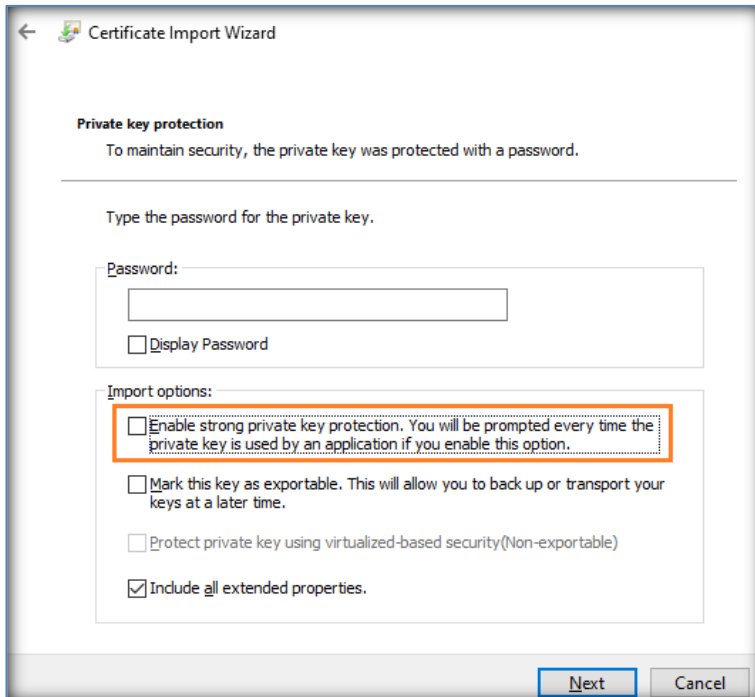 Certificate Import Wizard
Private key protection
To maintain security, the private key was protected with a password.
Type the password for the private key.
Password:
Display Password
Import options:
Enable strong private key protection. You will be prompted every time the
private key is used by an application if you enable this option.
Mark this key as exportable. This will allow you to back up or transport your
keys at a later time.
Protect private key using virtualized-based security(Non-exportable)
Include all extended properties.
Next Cancel